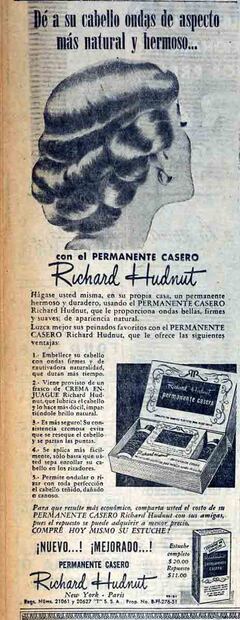 Dé a su cabello ondas de aspecto
más natural y hermoso...
con el PERMANENTE CASERO
Richard Hudnut
Hágase usted misma, en su propia casa, un permanente
hermoso y duradero, usando el PERMANENTE CASERO
Richard Hudnut, que le proporciona ondas bellas, firmes
y suaves; de apariencia natural.
Luzca mejor sus peinados favoritos con el PERMANENTE
CASERO Richard Hudnut, que le ofrece las siguientes
ventajas:
1.- Embellece su cabello
con ondas firmes y de
cautivadora naturalidad,
que duran más tiempo.
2.- Viene provisto de un
frasco de CREMA EN-
JUAGUE Richard Hud-
nut, que lubrica el cabello
y lo hace más dócil, impar-
tiéndole brillo natural.
3.- Es más seguro! Su con-
sistencia cremosa evita
que se reseque el cabello
y se partan las puntas.
4.- Se aplica más fácil-
mente, sólo basta que us-
ted sepa enrollar su ca-
bello en los rizadores.
5.- Permite ondular o ri-
zar con toda perfección
el cabello teñido, dañado
o canoso.
Richard Hudnut
permanente casero
Para que resulte más económico, comparta usted el costo de su
PERMANENTE CASERO Richard Hudnut con sus amigas,
pues el repuesto se puede adquirir a menor precio.
COMPRE HOY MISMO SU ESTUCHE!
¡NUEVO...! ¡MEJORADO...!
PERMANENTE CASERO
Richard Hudnut
New York - Paris
Estuche
completo
$ 20.00
Repuesto
$ 11.00
Regs. Núms. 21061 y 20627 "T" S. S. A. Prop. No. B-Pf-276-51